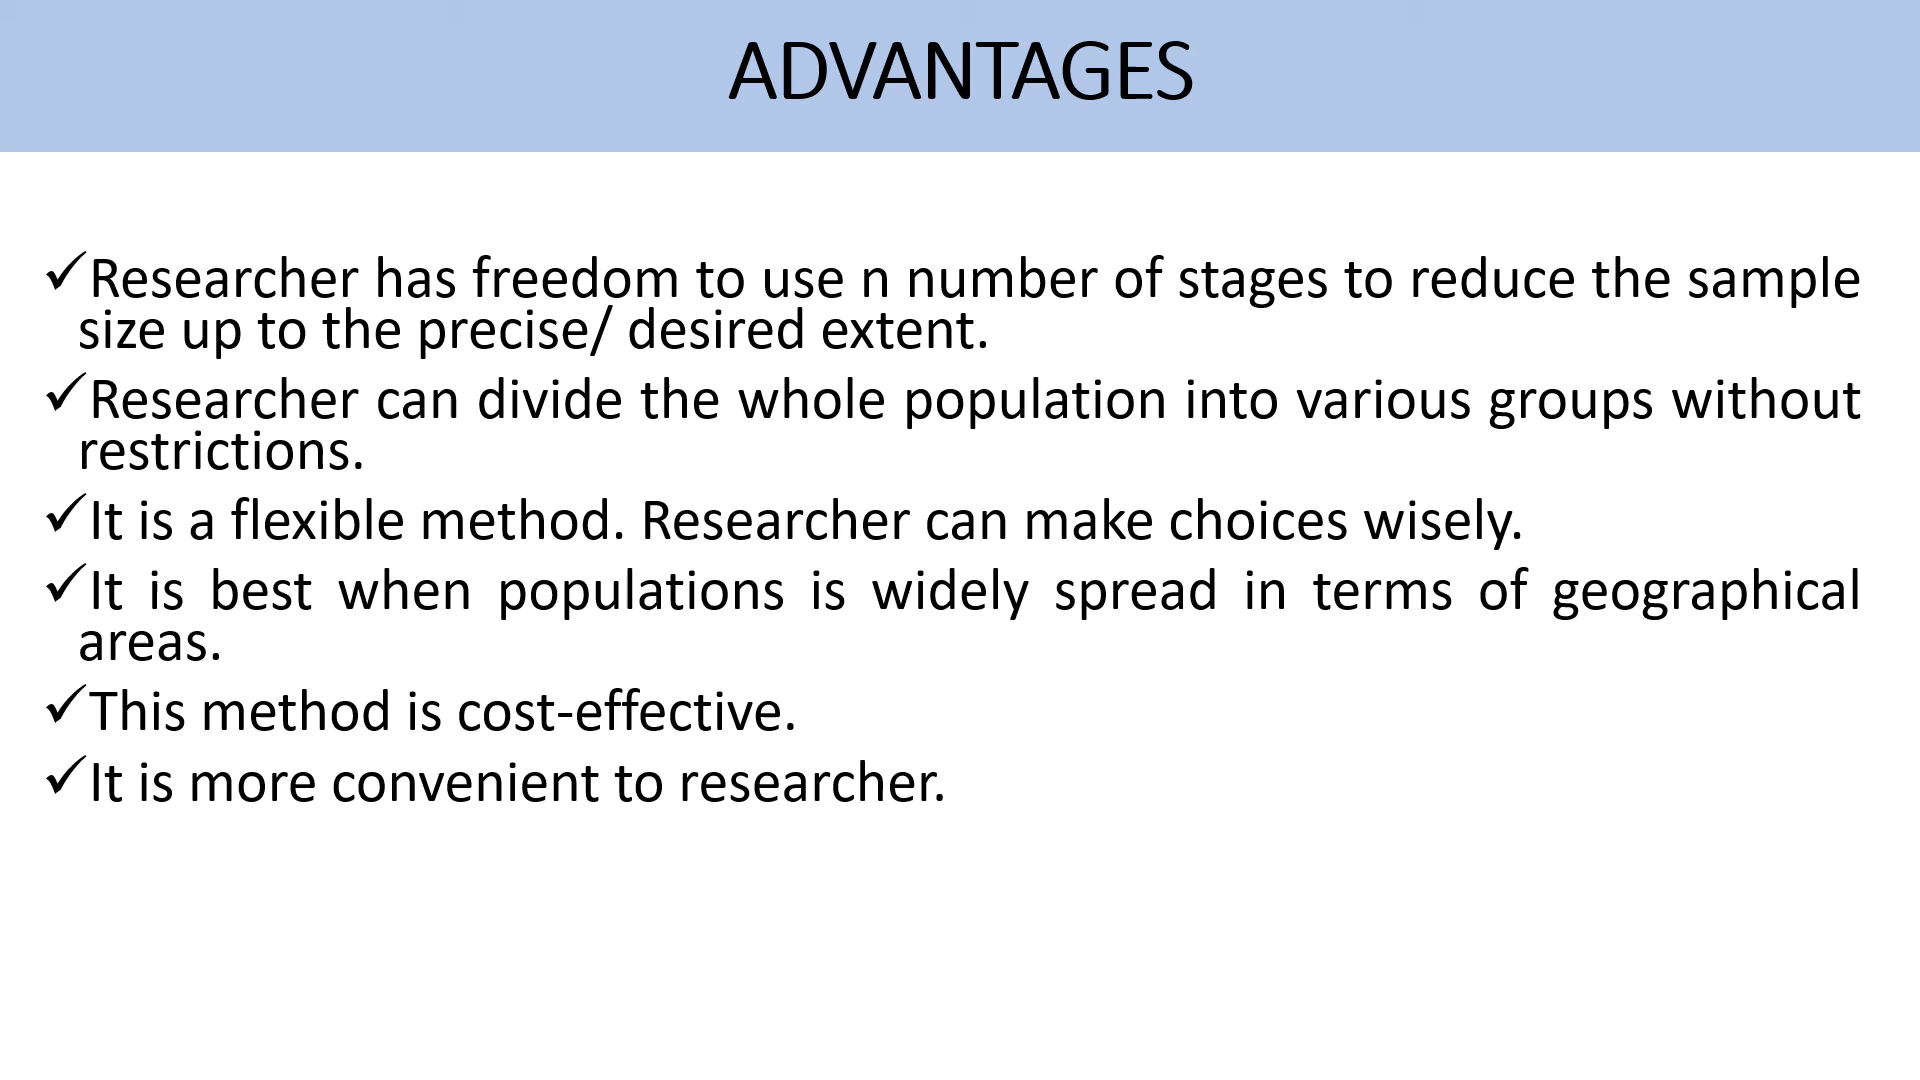 ADVANTAGES
✓Researcher has freedom to use n number of stages to reduce the sample
size up to the precise/ desired extent.
✓Researcher can divide the whole population into various groups without
restrictions.
✓It is a flexible method. Researcher can make choices wisely.
✓It is best when populations is widely spread in terms of geographical
areas.
✓This method is cost-effective.
✓It is more convenient to researcher.